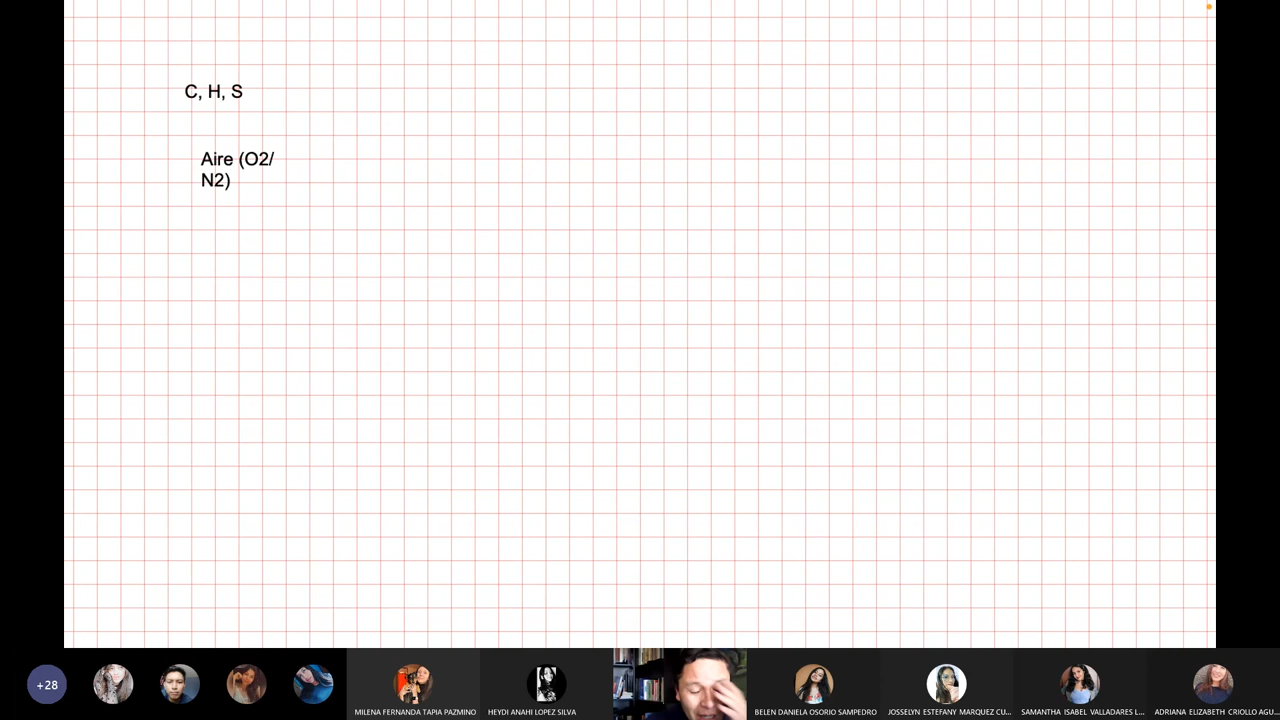 C, H, S
Aire (O2/
N2)
+28
MILENA FERNANDA TAPIA PAZMINO
HEYDI ANAHI LOPEZ SILVA
BELEN DANIELA OSORIO SAMPEDRO
JOSSELYN ESTEFANY MARQUEZ CU...
SAMANTHA ISABEL VALLADARES L...
ADRIANA ELIZABETH CRIOLLO AGU